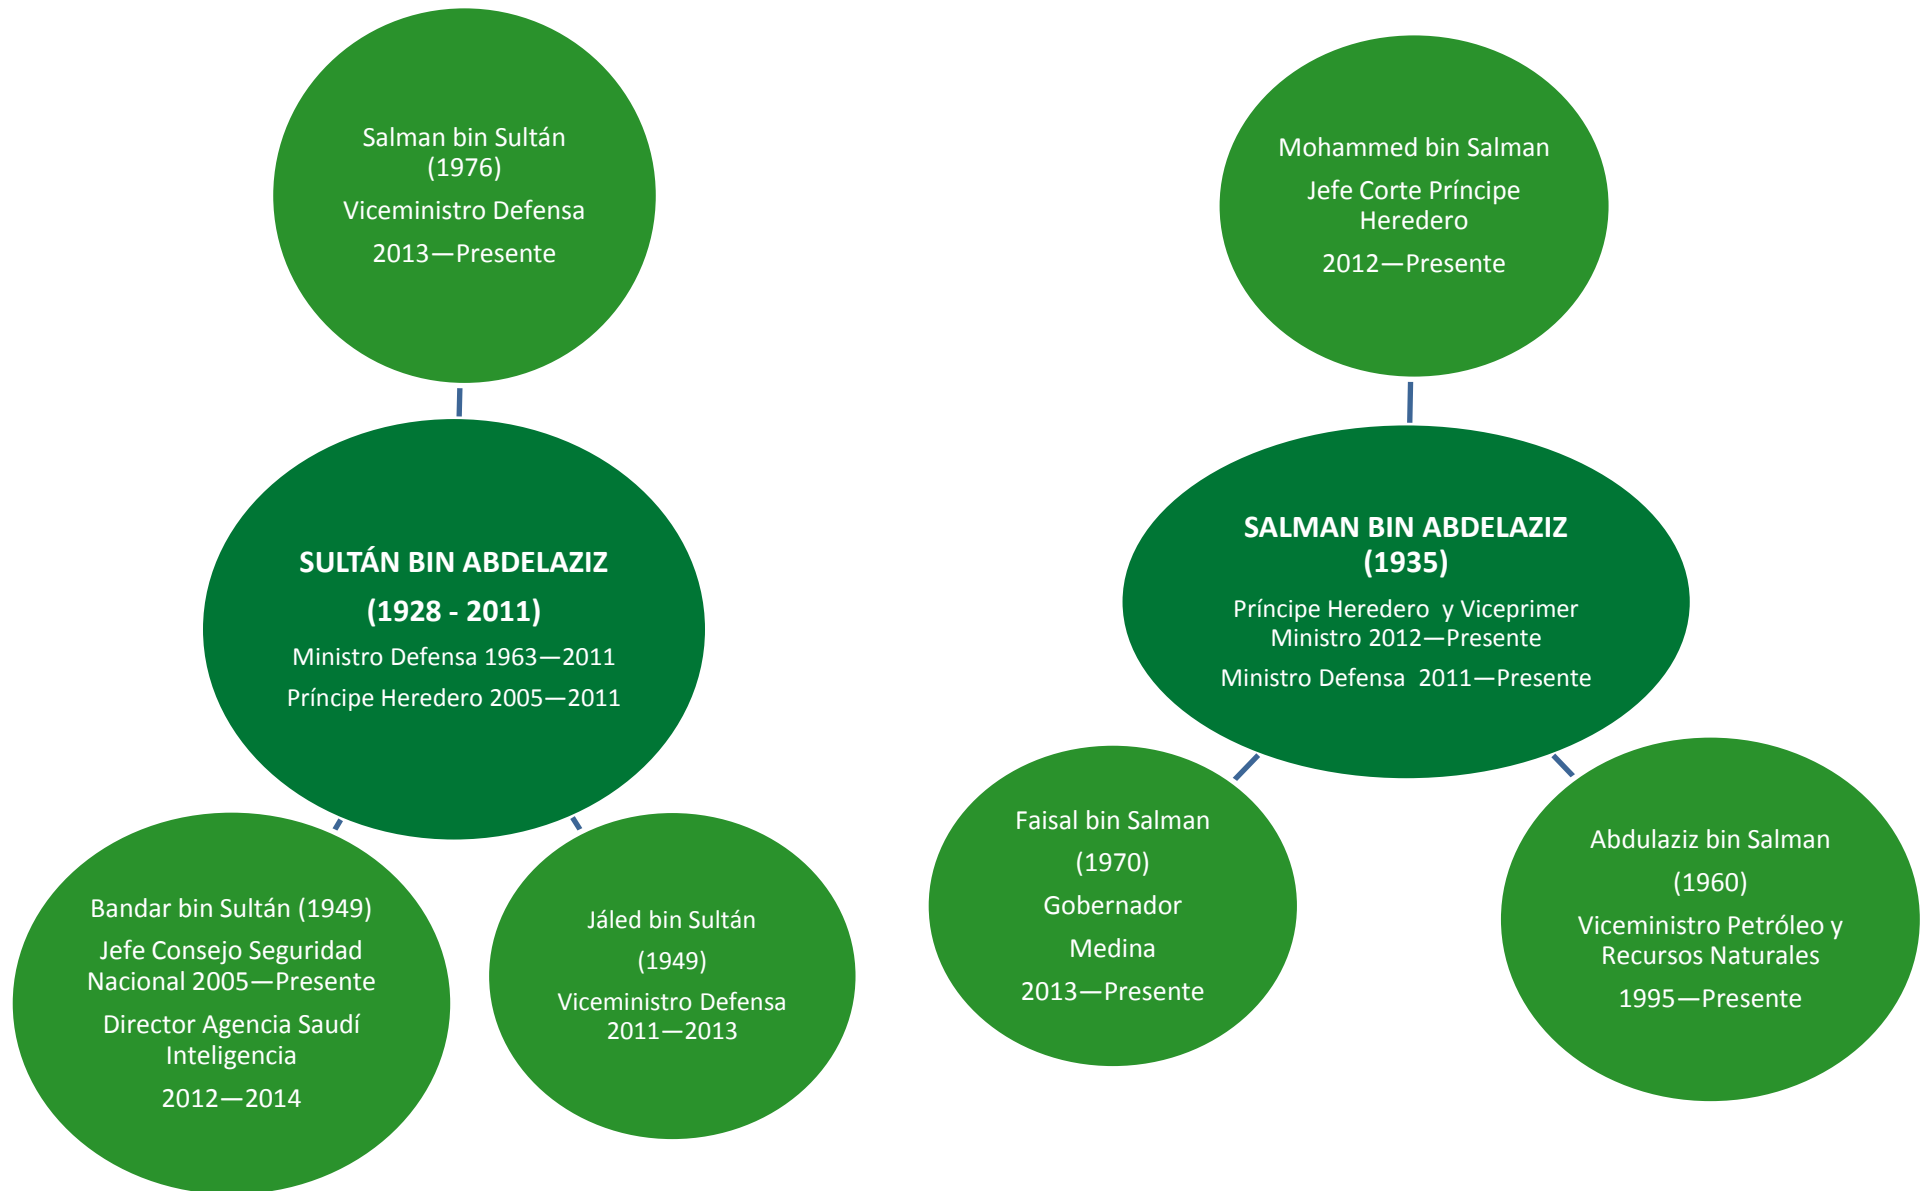 Salman bin Sultán
(1976)
Viceministro Defensa
2013—Presente
SULTÁN BIN ABDELAZIZ
(1928 - 2011)
Ministro Defensa 1963—2011
Príncipe Heredero 2005—2011
Bandar bin Sultán (1949)
Jefe Consejo Seguridad
Nacional 2005—Presente
Director Agencia Saudí
Inteligencia
2012—2014
Jáled bin Sultán
(1949)
Viceministro Defensa
2011—2013
Mohammed bin Salman
Jefe Corte Príncipe
Heredero
2012—Presente
SALMAN BIN ABDELAZIZ
(1935)
Príncipe Heredero y Viceprimer
Ministro 2012—Presente
Ministro Defensa 2011—Presente
Faisal bin Salman
(1970)
Gobernador
Medina
2013—Presente
Abdulaziz bin Salman
(1960)
Viceministro Petróleo y
Recursos Naturales
1995—Presente